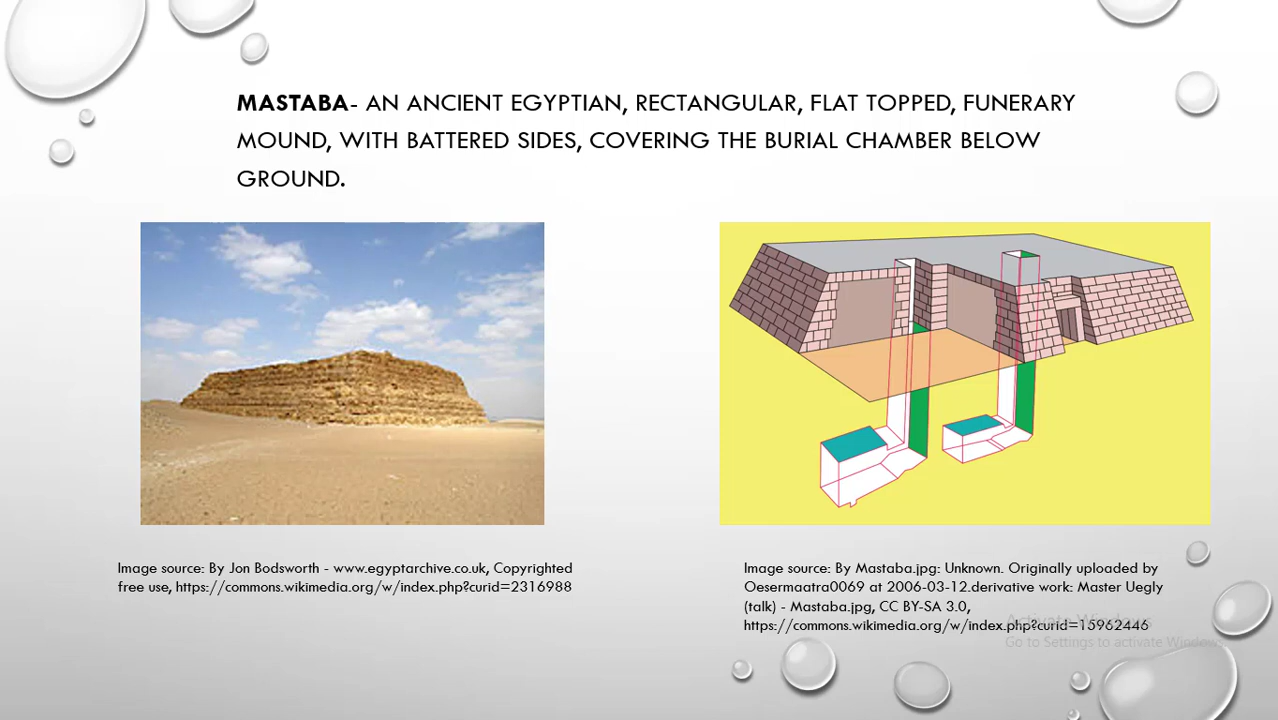 MASTABA- AN ANCIENT EGYPTIAN, RECTANGULAR, FLAT TOPPED, FUNERARY
MOUND, WITH BATTERED SIDES, COVERING THE BURIAL CHAMBER BELOW
GROUND.
Image source: By Jon Bodsworth - www.egyptarchive.co.uk, Copyrighted
free use, https://commons.wikimedia.org/w/index.php?curid=2316988
Image source: By Mastaba.jpg: Unknown. Originally uploaded by
Oesermaatra0069 at 2006-03-12.derivative work: Master Uegly
(talk) - Mastaba.jpg, CC BY-SA 3.0,
https://commons.wikimedia.org/w/index.php?curid=15962446
Activate Windows
Go to Settings to activate Windows.